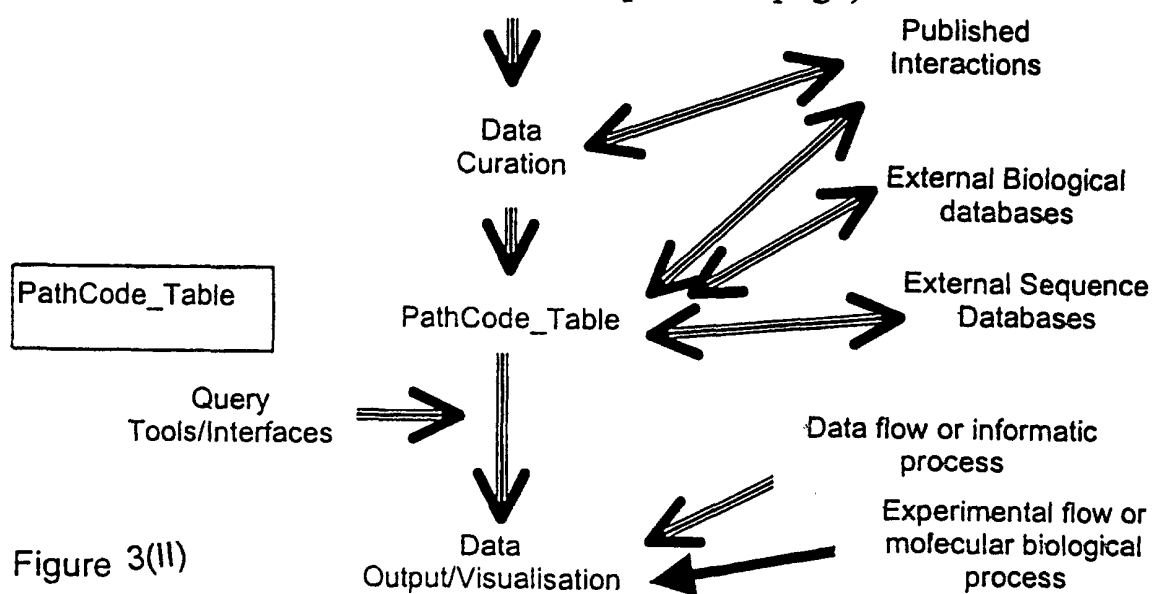 Published
Interactions
Data
Curation
External Biological
databases
PathCode_Table
PathCode_Table
External Sequence
Databases
Query
Tools/Interfaces
Data flow or informatic
process
Experimental flow or
molecular biological
process
Data
Output/Visualisation
Figure 3(II)